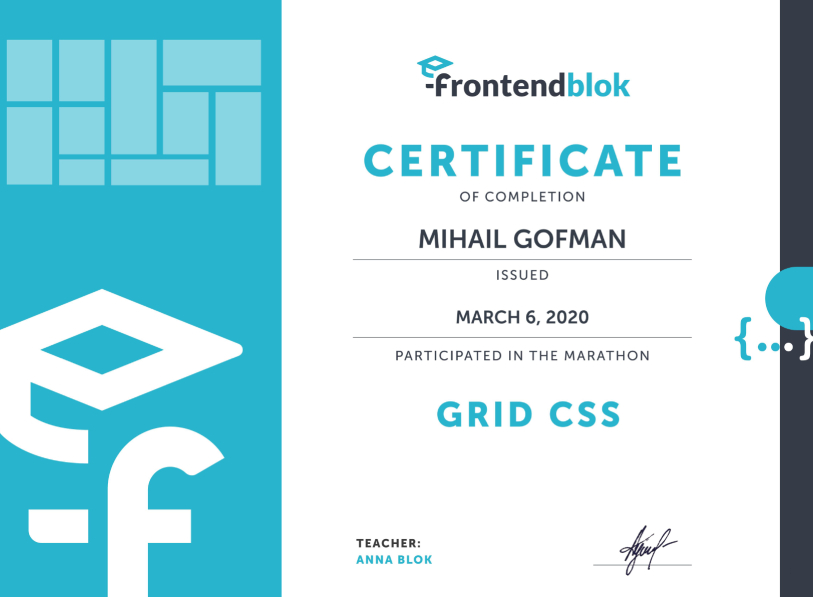 frontendblok
CERTIFICATE
OF COMPLETION
MIHAIL GOFMAN
ISSUED
MARCH 6, 2020
{...}
PARTICIPATED IN THE MARATHON
GRID CSS
TEACHER:
ANNA BLOK